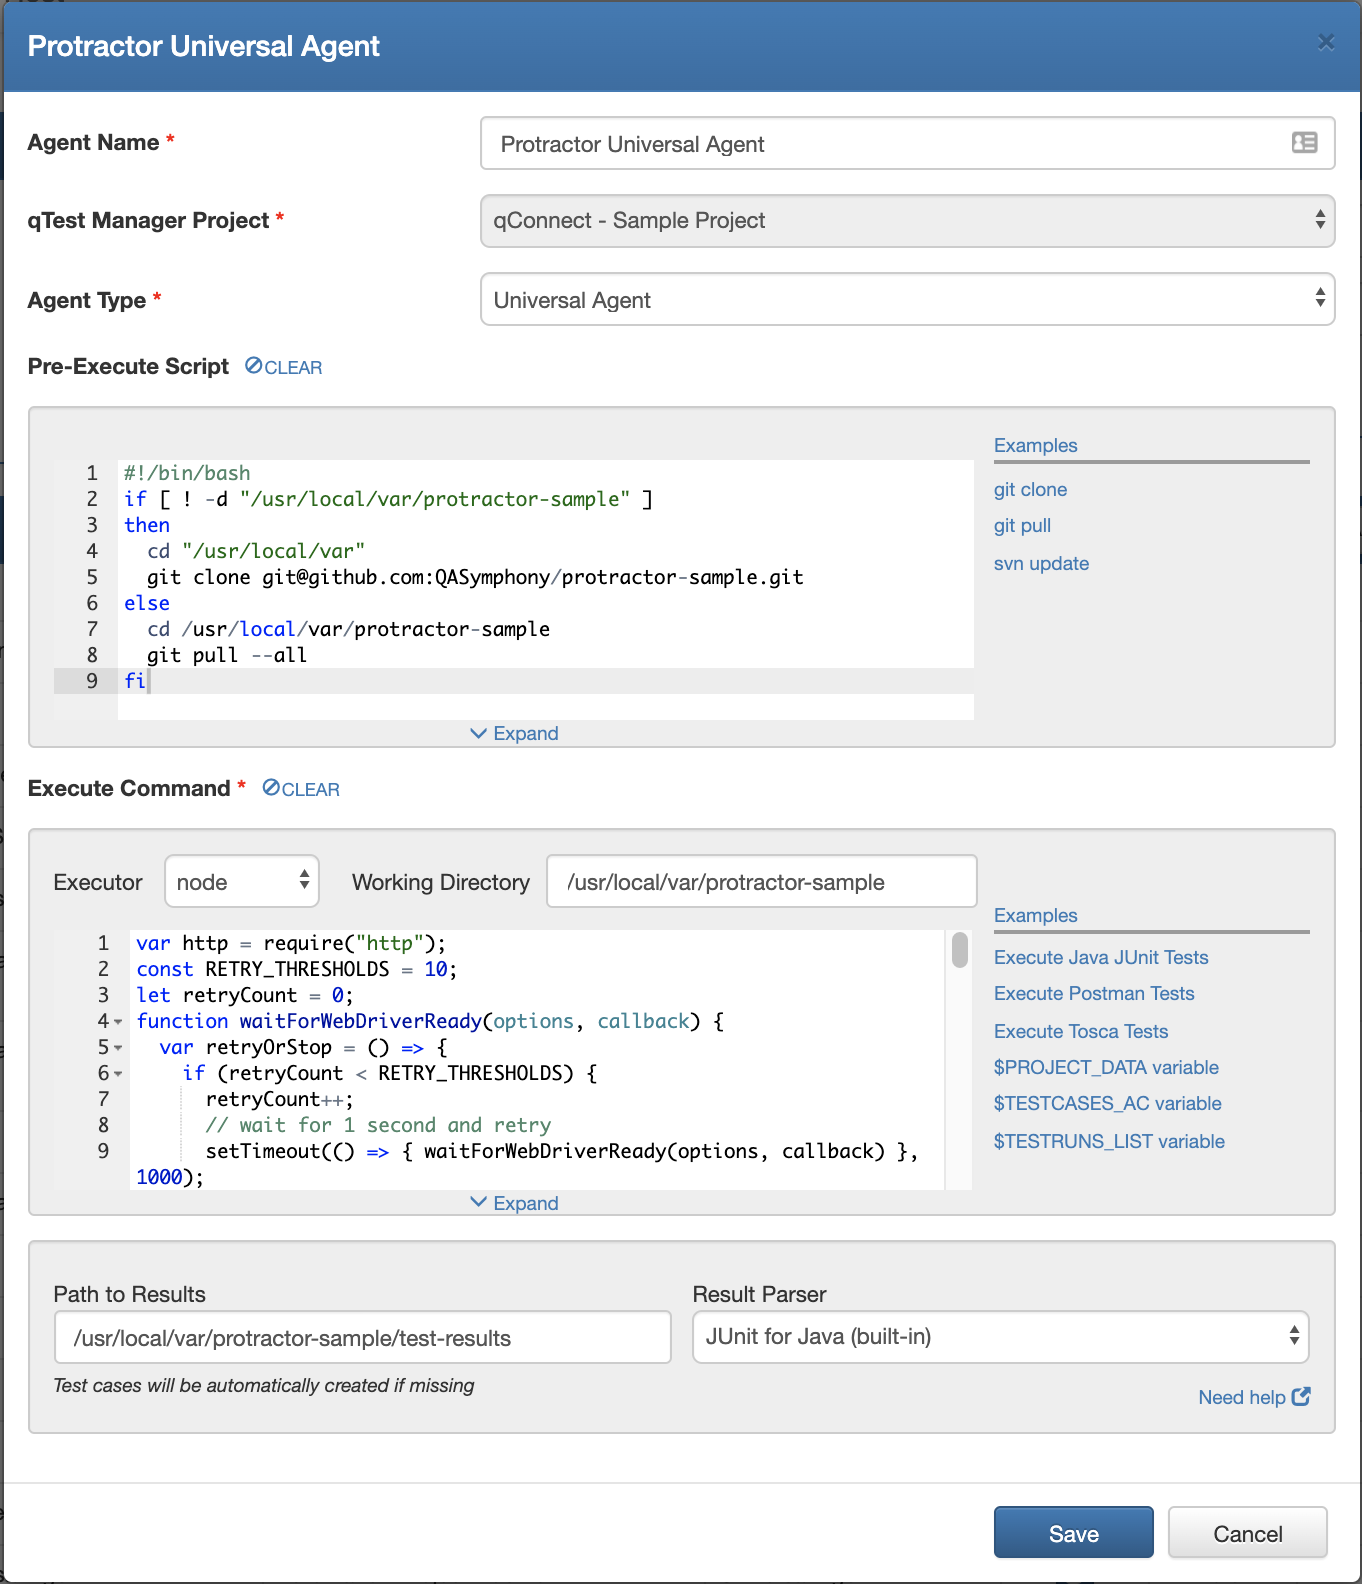 Protractor Universal Agent
×
Agent Name *
Protractor Universal Agent
qTest Manager Project *
qConnect - Sample Project
Agent Type *
Universal Agent
Pre-Execute Script CLEAR
1 #!/bin/bash
2 if [ ! -d "/usr/local/var/protractor-sample" ]
3 then
4   cd "/usr/local/var"
5   git clone git@github.com:QASymphony/protractor-sample.git
6 else
7   cd /usr/local/var/protractor-sample
8   git pull --all
9 fi
Expand
Examples
git clone
git pull
svn update
Execute Command * CLEAR
Executor node Working Directory /usr/local/var/protractor-sample
1 var http = require("http");
2 const RETRY_THRESHOLDS = 10;
3 let retryCount = 0;
4 function waitForWebDriverReady(options, callback) {
5   var retryOrStop = () => {
6     if (retryCount < RETRY_THRESHOLDS) {
7       retryCount++;
8       // wait for 1 second and retry
9       setTimeout(() => { waitForWebDriverReady(options, callback) },
1000);
Expand
Examples
Execute Java JUnit Tests
Execute Postman Tests
Execute Tosca Tests
$PROJECT_DATA variable
$TESTCASES_AC variable
$TESTRUNS_LIST variable
Path to Results
/usr/local/var/protractor-sample/test-results
Test cases will be automatically created if missing
Result Parser
JUnit for Java (built-in)
Need help
Save
Cancel